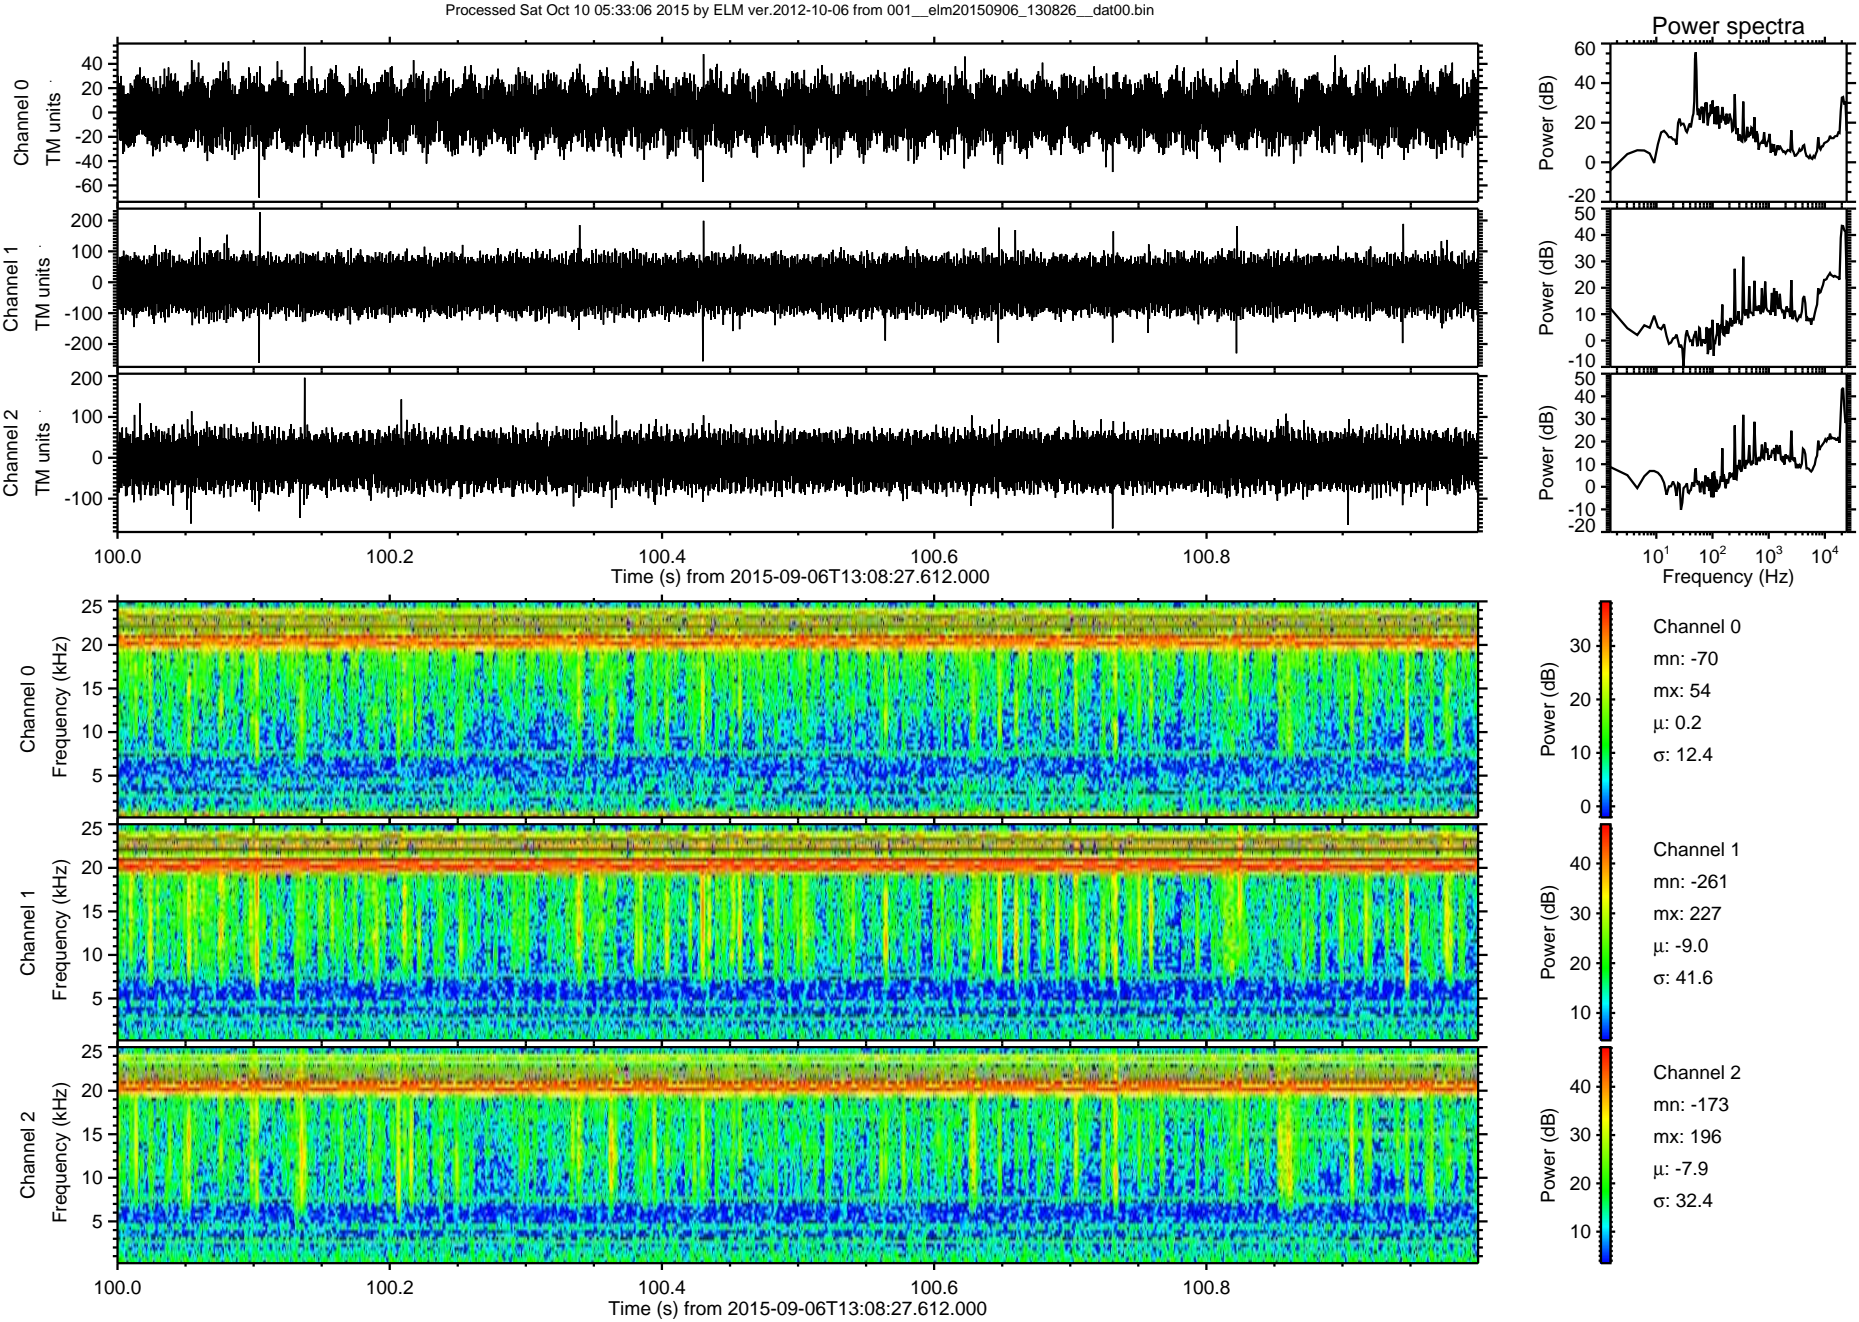 Processed Sat Oct 10 05:33:06 2015 by ELM ver.2012-10-06 from 001__elm20150906_130826__dat00.bin
Power spectra
Channel 0
TM units
40
20
0
-20
-40
-60
Power (dB)
60
40
20
0
-20
Channel 1
TM units
200
100
0
-100
-200
Power (dB)
50
40
30
20
10
0
-10
Channel 2
TM units
200
100
0
-100
Power (dB)
50
40
30
20
10
0
-10
-20
100.0 100.2 100.4 100.6 100.8
Time (s) from 2015-09-06T13:08:27.612.000
10¹ 10² 10³ 10⁴
Frequency (Hz)
Channel 0
Frequency (kHz)
25
20
15
10
5
Power (dB)
30
20
10
0
Channel 0
mn: -70
mx: 54
µ: 0.2
σ: 12.4
Channel 1
Frequency (kHz)
25
20
15
10
5
Power (dB)
40
30
20
10
Channel 1
mn: -261
mx: 227
µ: -9.0
σ: 41.6
Channel 2
Frequency (kHz)
25
20
15
10
5
Power (dB)
40
30
20
10
Channel 2
mn: -173
mx: 196
µ: -7.9
σ: 32.4
100.0 100.2 100.4 100.6 100.8
Time (s) from 2015-09-06T13:08:27.612.000